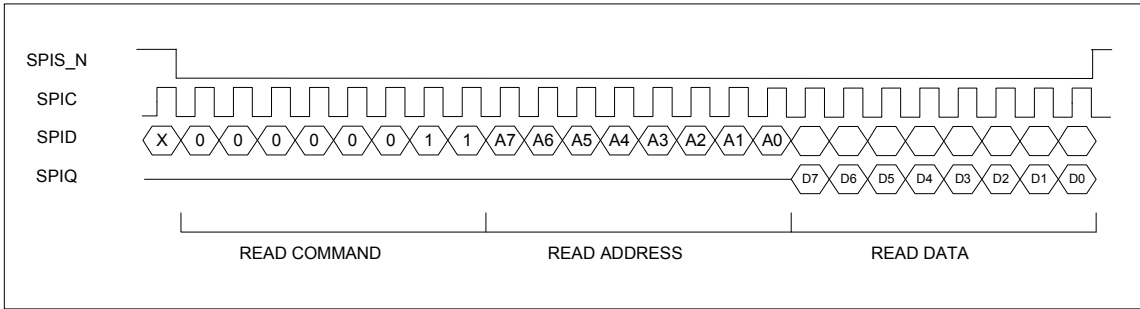 SPIS_N
SPIC
SPID X 0 0 0 0 0 0 1 1 A7 A6 A5 A4 A3 A2 A1 A0
SPIQ D7 D6 D5 D4 D3 D2 D1 D0
READ COMMAND READ ADDRESS READ DATA